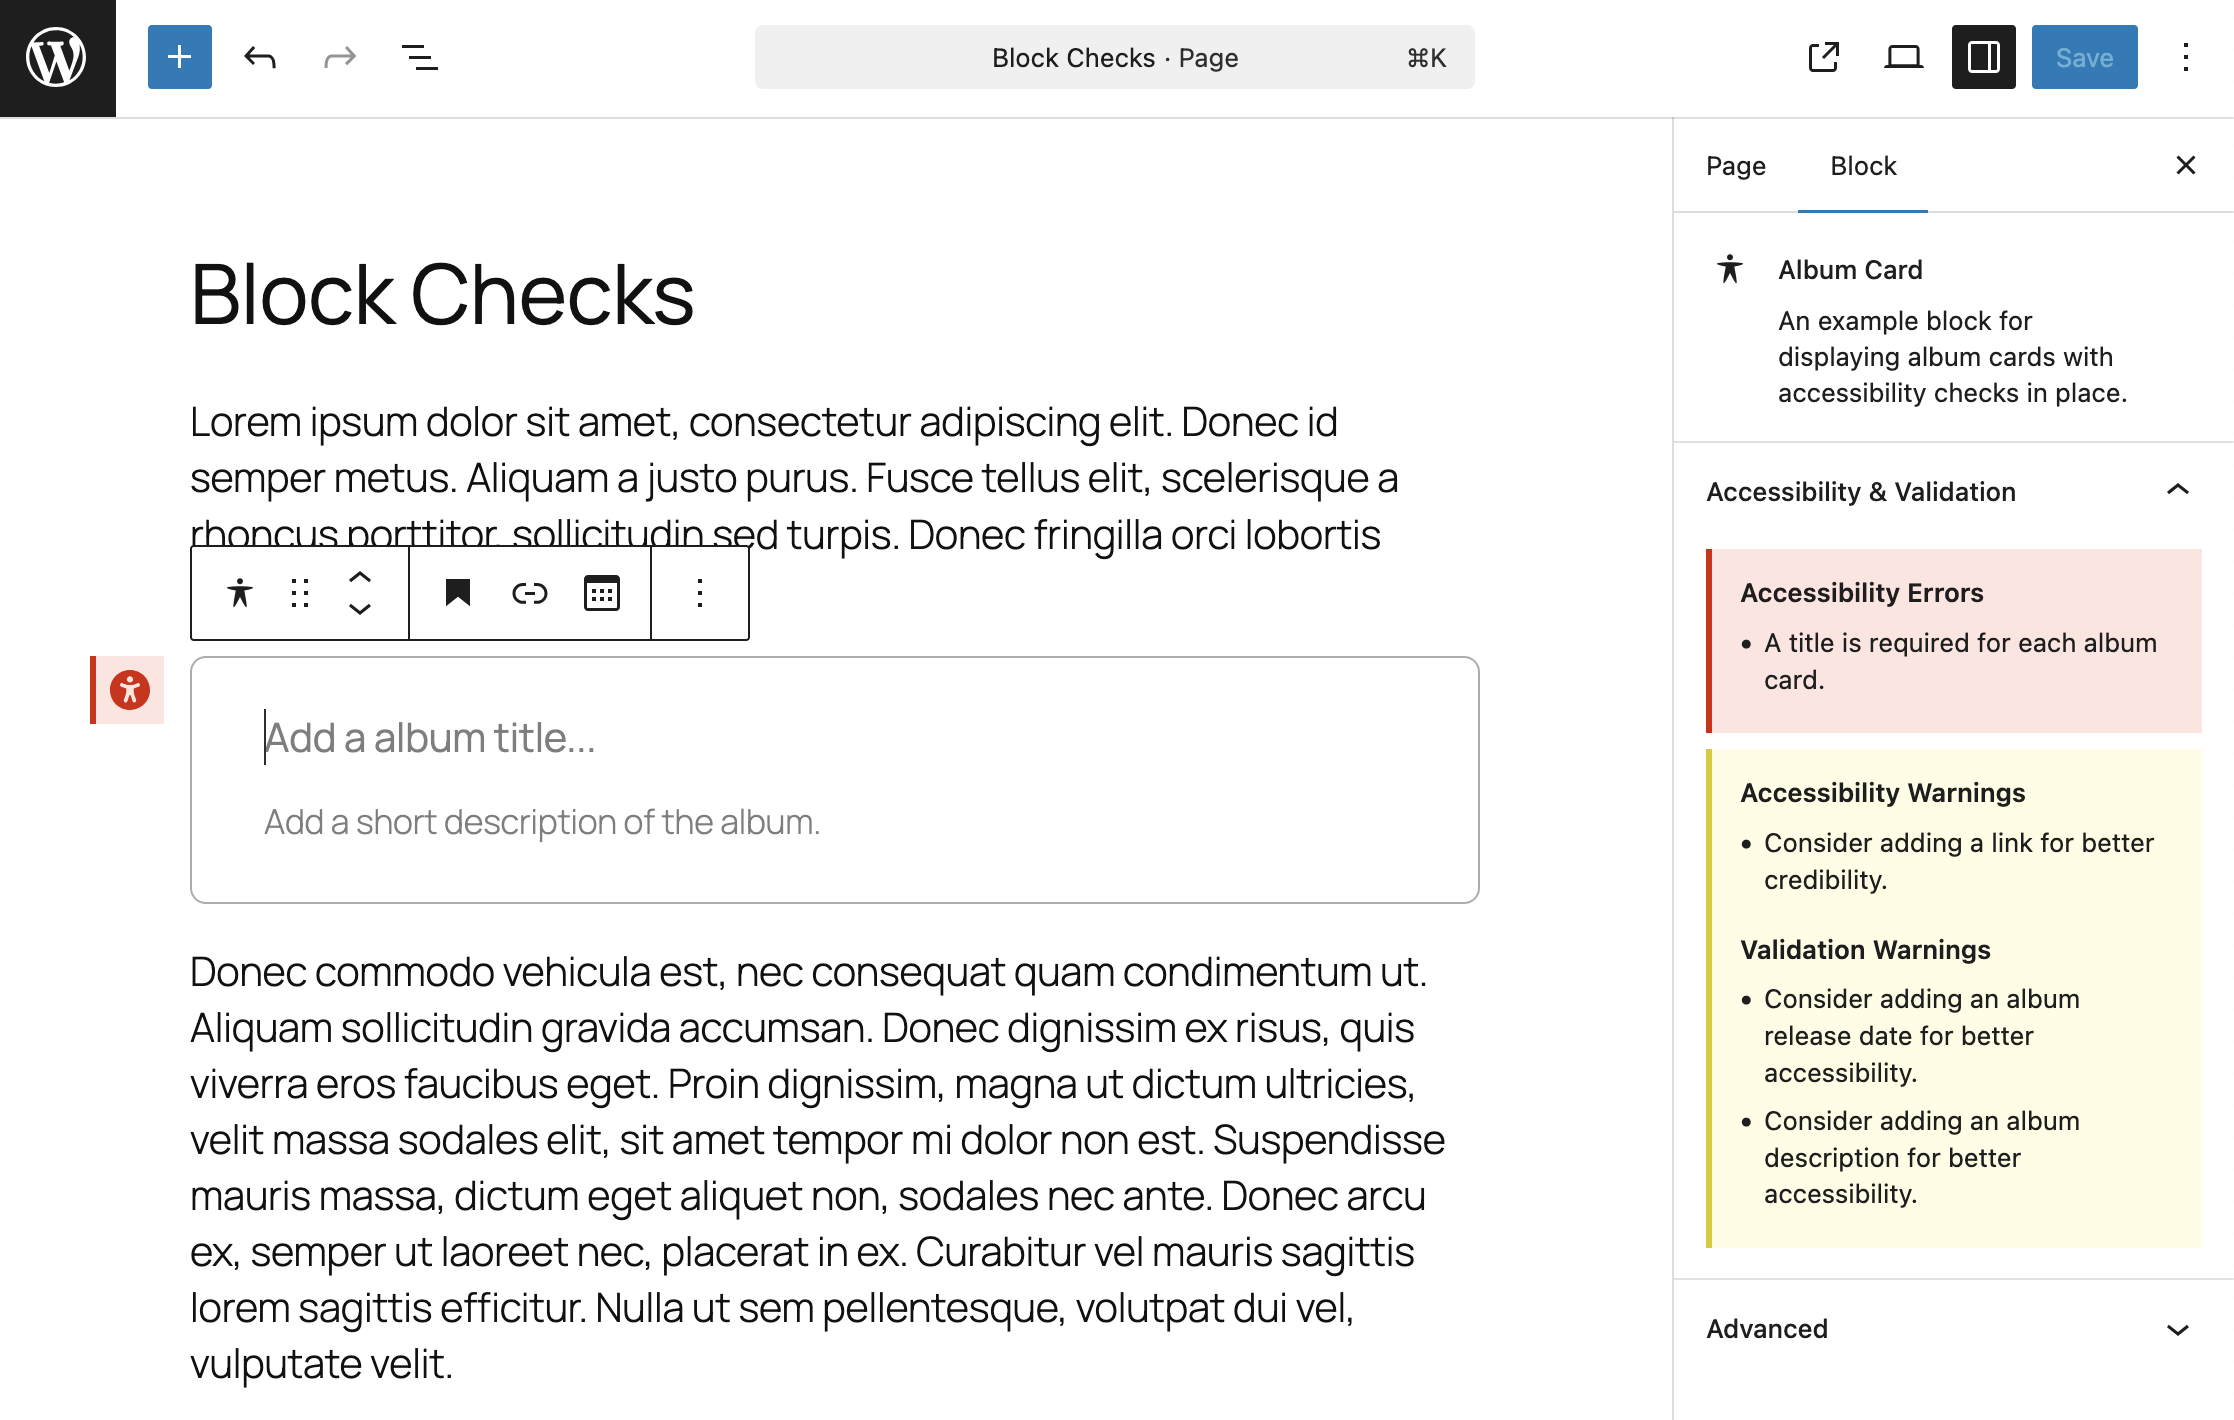 Block Checks · Page ⌘K
Save
Block Checks
Lorem ipsum dolor sit amet, consectetur adipiscing elit. Donec id
semper metus. Aliquam a justo purus. Fusce tellus elit, scelerisque a
rhoncus porttitor, sollicitudin sed turpis. Donec fringilla orci lobortis
Add a album title...
Add a short description of the album.
Donec commodo vehicula est, nec consequat quam condimentum ut.
Aliquam sollicitudin gravida accumsan. Donec dignissim ex risus, quis
viverra eros faucibus eget. Proin dignissim, magna ut dictum ultricies,
velit massa sodales elit, sit amet tempor mi dolor non est. Suspendisse
mauris massa, dictum eget aliquet non, sodales nec ante. Donec arcu
ex, semper ut laoreet nec, placerat in ex. Curabitur vel mauris sagittis
lorem sagittis efficitur. Nulla ut sem pellentesque, volutpat dui vel,
vulputate velit.
Page Block
Album Card
An example block for
displaying album cards with
accessibility checks in place.
Accessibility & Validation
Accessibility Errors
• A title is required for each album
card.
Accessibility Warnings
• Consider adding a link for better
credibility.
Validation Warnings
• Consider adding an album
release date for better
accessibility.
• Consider adding an album
description for better
accessibility.
Advanced